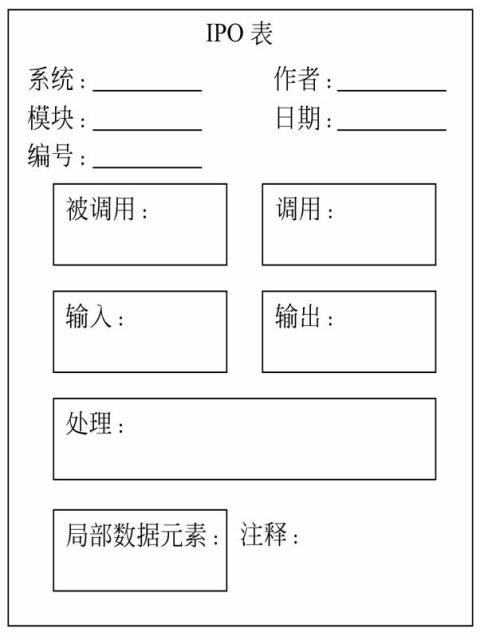 IPO 表
系统: 作者:
模块: 日期:
编号:
被调用: 调用:
输入: 输出:
处理:
局部数据元素: 注释: